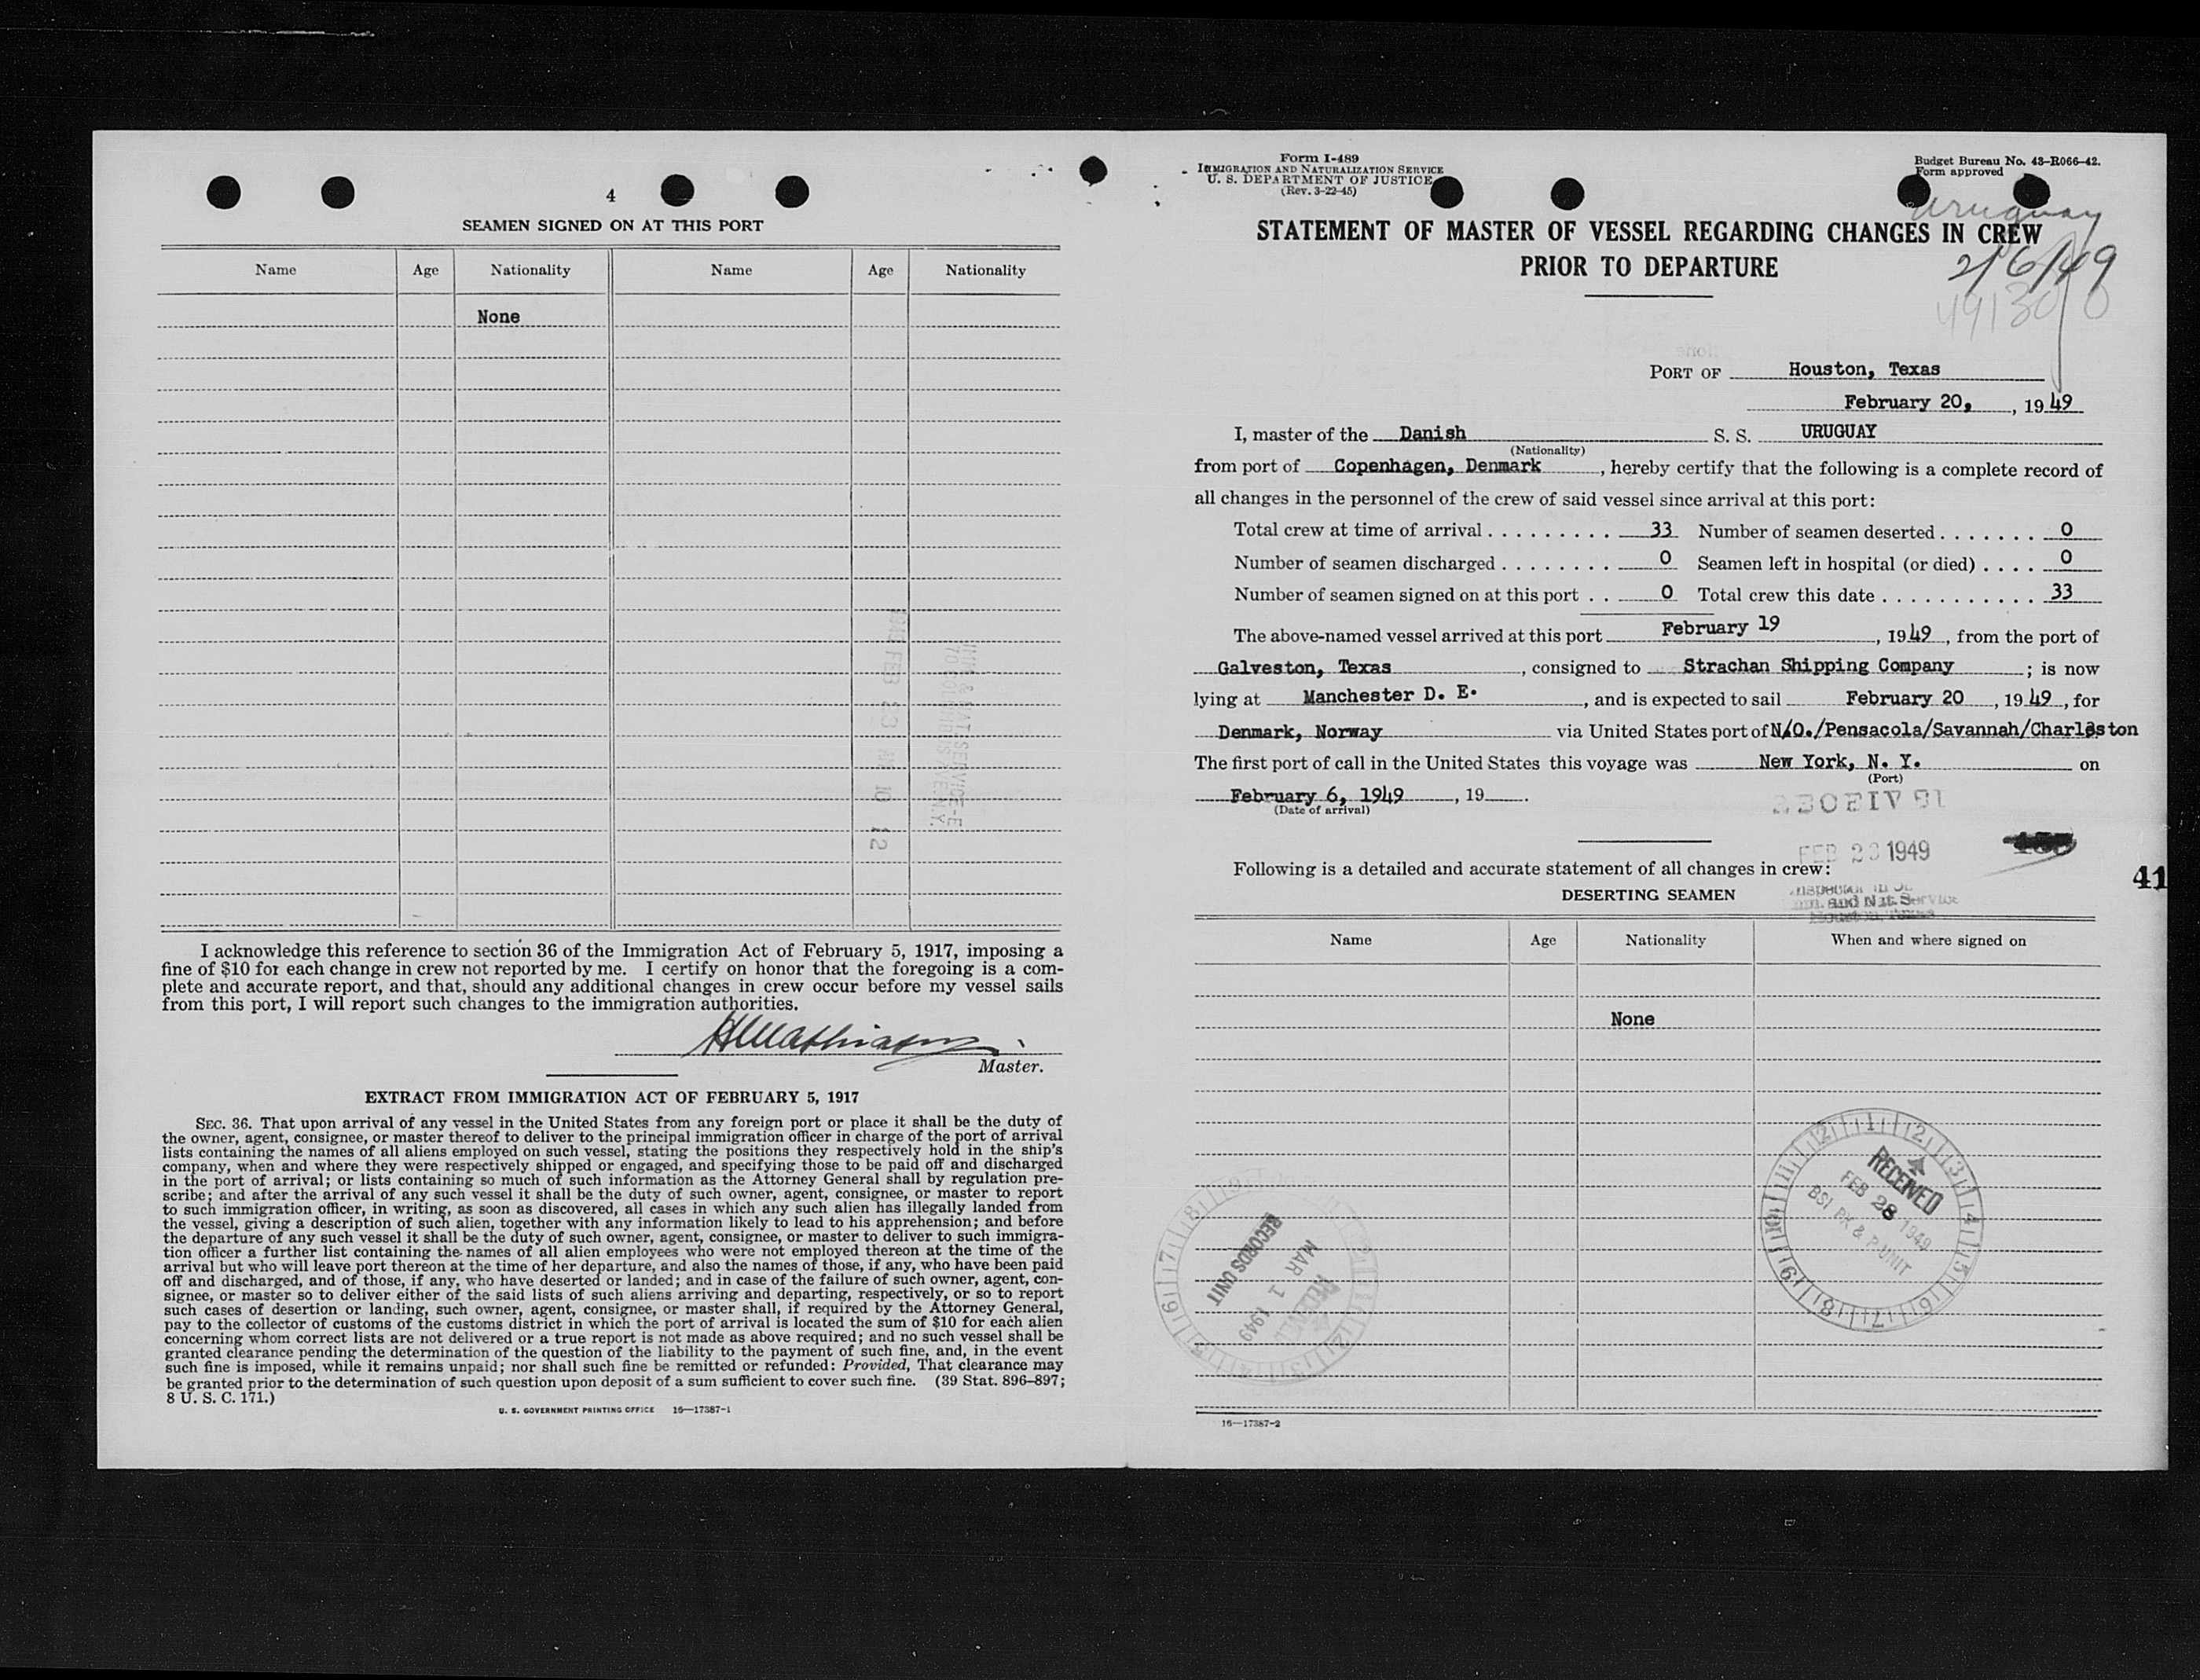 4
SEAMEN SIGNED ON AT THIS PORT
Name Age Nationality Name Age Nationality
None
I acknowledge this reference to section 36 of the Immigration Act of February 5, 1917, imposing a
fine of $10 for each change in crew not reported by me. I certify on honor that the foregoing is a com-
plete and accurate report, and that, should any additional changes in crew occur before my vessel sails
from this port, I will report such changes to the immigration authorities.
Master.
EXTRACT FROM IMMIGRATION ACT OF FEBRUARY 5, 1917
SEC. 36. That upon arrival of any vessel in the United States from any foreign port or place it shall be the duty of
the owner, agent, consignee, or master thereof to deliver to the principal immigration officer in charge of the port of arrival
lists containing the names of all aliens employed on such vessel, stating the positions they respectively hold in the ship's
company, when and where they were respectively shipped or engaged, and specifying those to be paid off and discharged
in the port of arrival; or lists containing so much of such information as the Attorney General shall by regulation pre-
scribe; and after the arrival of any such vessel it shall be the duty of such owner, agent, consignee, or master to report
to such immigration officer, in writing, as soon as discovered, all cases in which any such alien has illegally landed from
the vessel, giving a description of such alien, together with any information likely to lead to his apprehension; and before
the departure of any such vessel it shall be the duty of such owner, agent, consignee, or master to deliver to such immigra-
tion officer a further list containing the names of all alien employees who were not employed thereon at the time of the
arrival but who will leave port thereon at the time of her departure, and also the names of those, if any, who have been paid
off and discharged, and of those, if any, who have deserted or landed; and in case of the failure of such owner, agent, con-
signee, or master so to deliver either of the said lists of such aliens arriving and departing, respectively, or so to report
such cases of desertion or landing, such owner, agent, consignee, or master shall, if required by the Attorney General,
pay to the collector of customs of the customs district in which the port of arrival is located the sum of $10 for each alien
concerning whom correct lists are not delivered or a true report is not made as above required; and no such vessel shall be
granted clearance pending the determination of the question of the liability to the payment of such fine, and, in the event
such fine is imposed, while it remains unpaid; nor shall such fine be remitted or refunded: Provided, That clearance may
be granted prior to the determination of such question upon deposit of a sum sufficient to cover such fine. (39 Stat. 896–897;
8 U. S. C. 171.)
U. S. GOVERNMENT PRINTING OFFICE 16—17387-1
Form I-489
IMMIGRATION AND NATURALIZATION SERVICE
U. S. DEPARTMENT OF JUSTICE
(Rev. 3-22-45)
Budget Bureau No. 43-R066-42.
Form approved
Uruguay
2/6/49
STATEMENT OF MASTER OF VESSEL REGARDING CHANGES IN CREW
PRIOR TO DEPARTURE
PORT OF Houston, Texas
February 20, , 19 49
I, master of the Danish S. S. URUGUAY
(Nationality)
from port of Copenhagen, Denmark , hereby certify that the following is a complete record of
all changes in the personnel of the crew of said vessel since arrival at this port:
Total crew at time of arrival . . . . . . . . . 33 Number of seamen deserted . . . . . . . 0
Number of seamen discharged . . . . . . . . 0 Seamen left in hospital (or died) . . . . 0
Number of seamen signed on at this port . . 0 Total crew this date . . . . . . . . . . . 33
The above-named vessel arrived at this port February 19 , 19 49 , from the port of
Galveston, Texas , consigned to Strachan Shipping Company ; is now
lying at Manchester D. E. , and is expected to sail February 20 , 19 49 , for
Denmark, Norway via United States port of N/O./Pensacola/Savannah/Charleston
The first port of call in the United States this voyage was New York, N. Y. on
(Port)
February 6, 1949 , 19 .
(Date of arrival)
FEB 23 1949
Following is a detailed and accurate statement of all changes in crew:
41
DESERTING SEAMEN
and Nat. Service
Houston, Texas
Name Age Nationality When and where signed on
None
RECEIVED
FEB 28 1949
RECORDS UNIT
MAR 1 1949
RECEIVED
16—17387-2